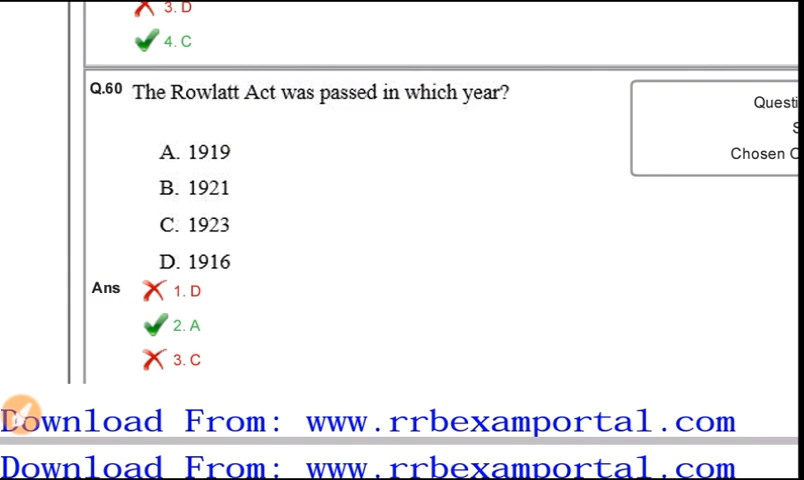 3. D
4. C
Q.60 The Rowlatt Act was passed in which year?
Questi
S
Chosen O
A. 1919
B. 1921
C. 1923
D. 1916
Ans
1. D
2. A
3. C
Download From: www.rrbexamportal.com
Download From: www.rrbexamportal.com